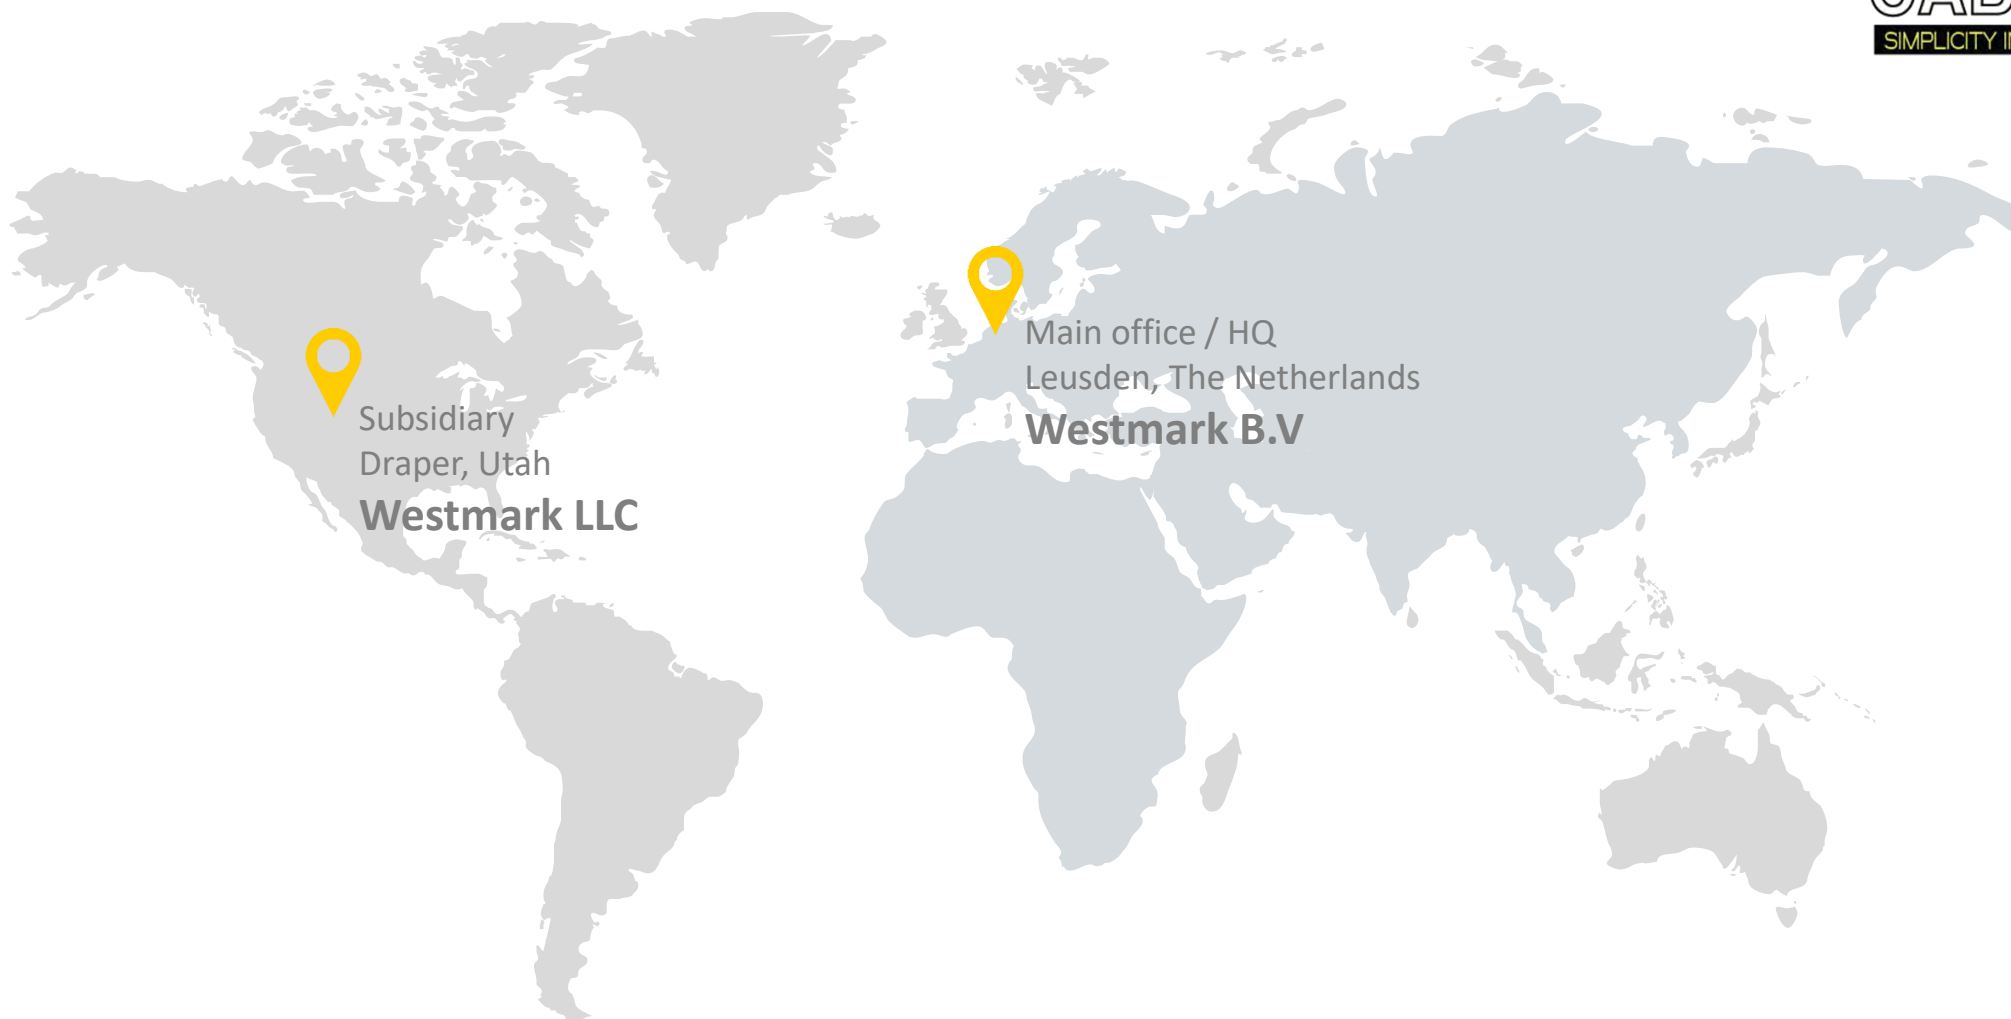 SIMPLICITY
Main office / HQ
Leusden, The Netherlands
Westmark B.V
Subsidiary
Draper, Utah
Westmark LLC